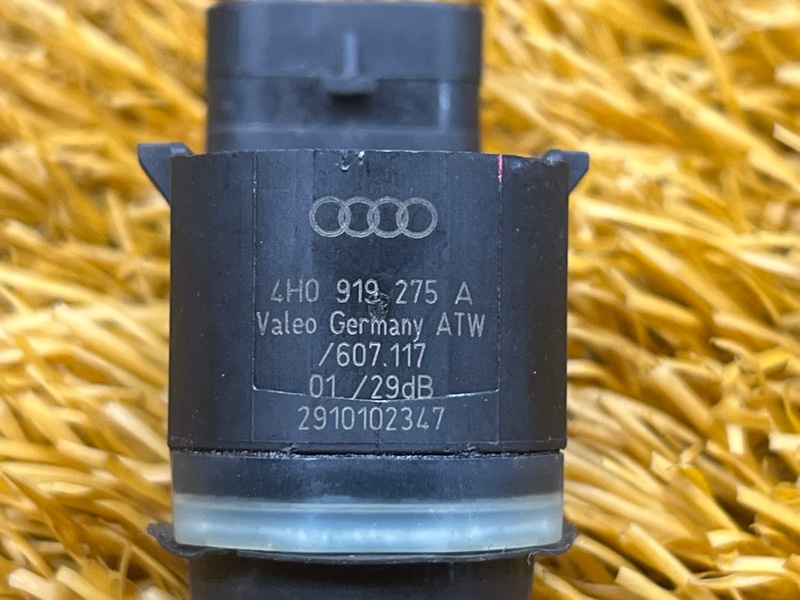 4H0 919 275 A
Valeo Germany ATW
/607.117
01 /29dB
2910102347